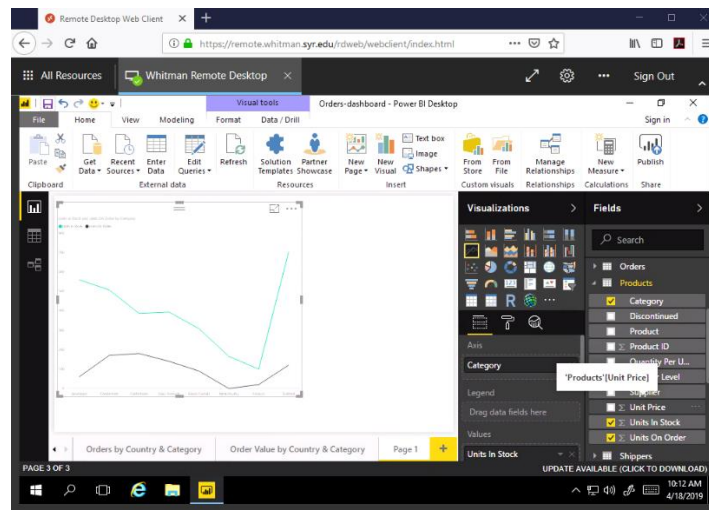 Remote Desktop Web Client
https://remote.whitman.syr.edu/rdweb/webclient/index.html
All Resources
Whitman Remote Desktop
Sign Out
Visual tools
Orders-dashboard - Power BI Desktop
File
Home
View
Modeling
Format
Data / Drill
Sign in
Paste
Get Data
Recent Sources
Enter Data
Edit Queries
Refresh
Solution Templates
Partner Showcase
New Page
New Visual
Text box
Image
Shapes
From Store
From File
Manage Relationships
New Measure
Publish
Clipboard
External data
Resources
Insert
Custom visuals
Relationships
Calculations
Share
Visualizations
Axis
Category
Legend
Drag data fields here
Values
Units In Stock
Fields
Search
Orders
Products
Category
Discontinued
Product
Product ID
Quantity Per U...
Level
'Products'[Unit Price]
Supplier
Unit Price
Units In Stock
Units On Order
Shippers
Orders by Country & Category
Order Value by Country & Category
Page 1
PAGE 3 OF 3
UPDATE AVAILABLE (CLICK TO DOWNLOAD)
10:12 AM
4/18/2019